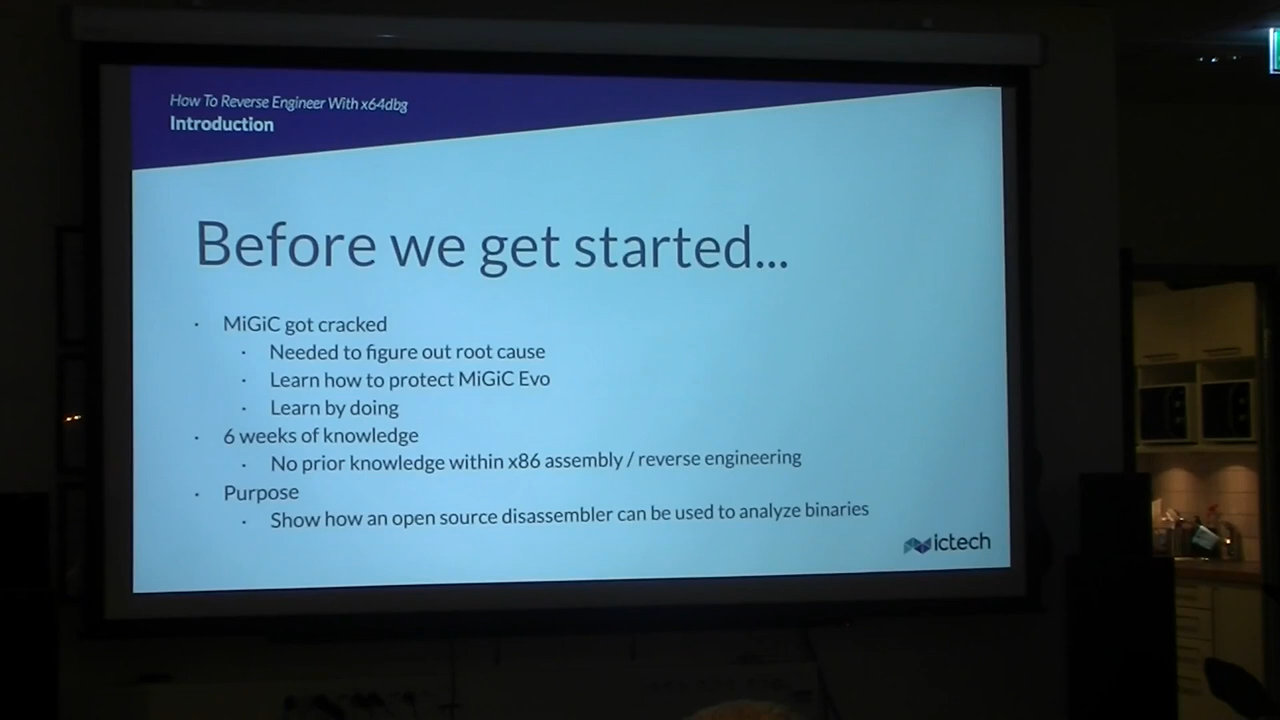 How To Reverse Engineer With x64dbg
Introduction
Before we get started...
· MiGiC got cracked
· Needed to figure out root cause
· Learn how to protect MiGiC Evo
· Learn by doing
· 6 weeks of knowledge
· No prior knowledge within x86 assembly / reverse engineering
· Purpose
· Show how an open source disassembler can be used to analyze binaries
ictech